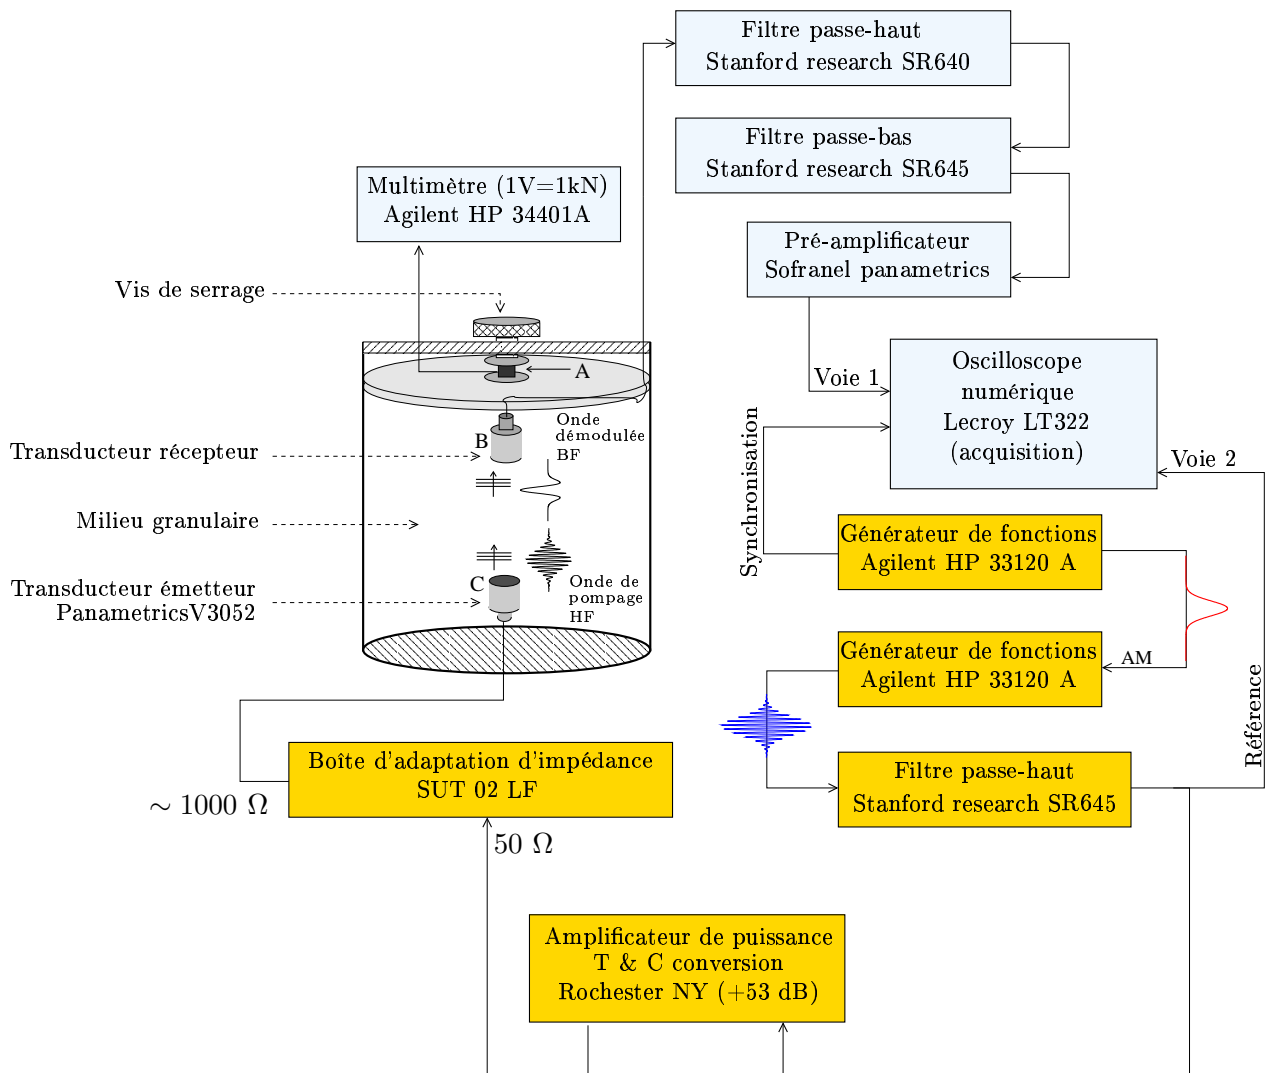 Filtre passe-haut
Stanford research SR640
Filtre passe-bas
Stanford research SR645
Multimètre (1V=1kN)
Agilent HP 34401A
Pré-amplificateur
Sofranel panametrics
Vis de serrage
A
Voie 1
Oscilloscope
numérique
Lecroy LT322
(acquisition)
Voie 2
Synchronisation
Onde
démodulée
BF
B
Transducteur récepteur
Milieu granulaire
Générateur de fonctions
Agilent HP 33120 A
Transducteur émetteur
PanametricsV3052
C
Onde de
pompage
HF
Générateur de fonctions
Agilent HP 33120 A
AM
Référence
Boîte d'adaptation d'impédance
SUT 02 LF
Filtre passe-haut
Stanford research SR645
∼ 1000 Ω
50 Ω
Amplificateur de puissance
T & C conversion
Rochester NY (+53 dB)